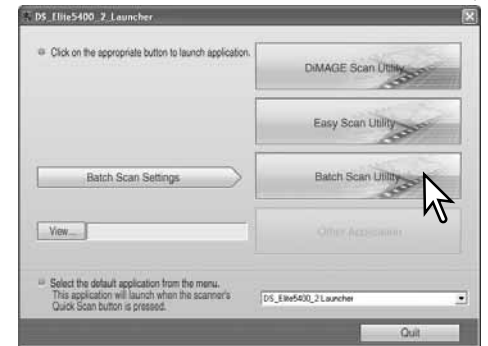 DS_Elite5400_2_Launcher
Click on the appropriate button to launch application.
DiMAGE Scan Utility
Easy Scan Utility
Batch Scan Settings
Batch Scan Utility
View...
Other Application
Select the default application from the menu.
This application will launch when the scanner's
Quick Scan button is pressed.
DS_Elite5400_2 Launcher
Quit